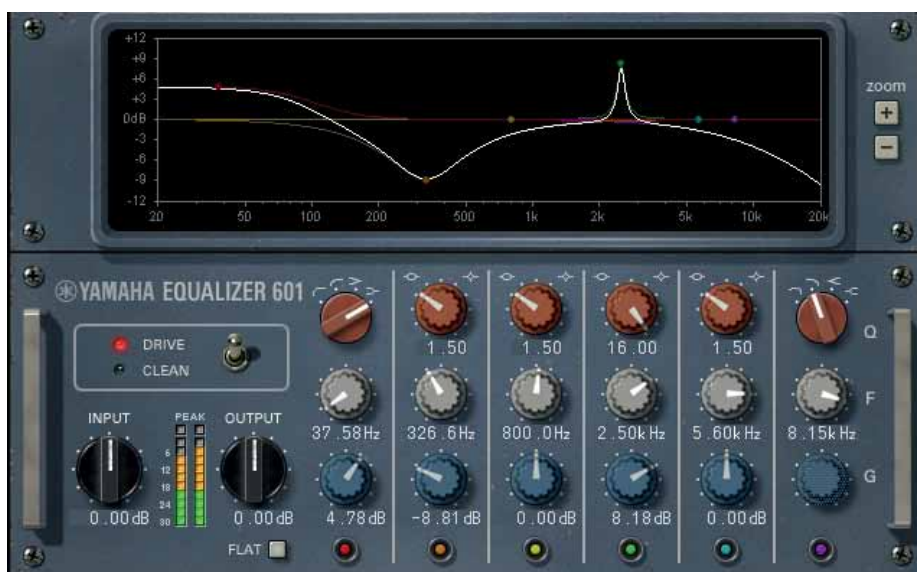 +12
+9
+6
+3
0dB
-3
-6
-9
-12
20 50 100 200 500 1k 2k 5k 10k 20k
zoom
+
−
YAMAHA EQUALIZER 601
DRIVE
CLEAN
INPUT PEAK OUTPUT
6
12
18
24
30
0.00dB 0.00dB
FLAT
1.50 1.50 16.00 1.50 Q
37.58Hz 326.6Hz 800.0Hz 2.50kHz 5.60kHz 8.15kHz F
4.78dB -8.81dB 0.00dB 8.18dB 0.00dB G